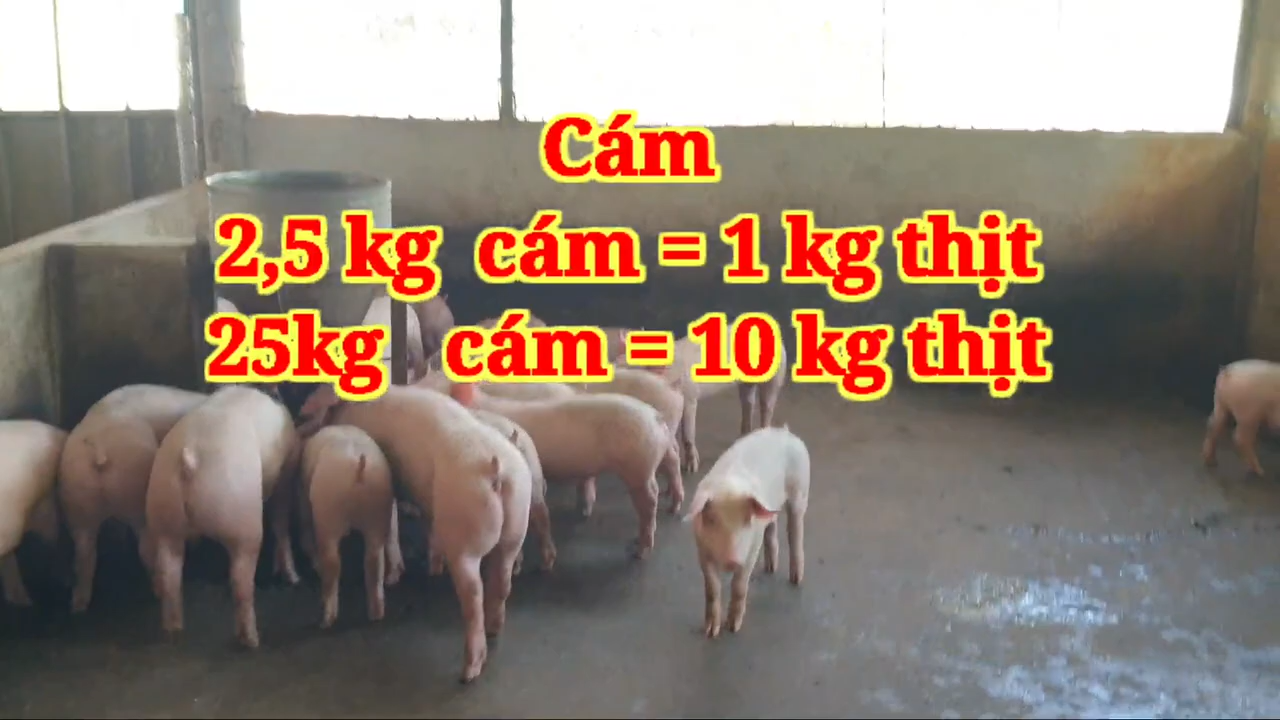 Cám
2,5 kg cám = 1 kg thịt
25kg cám = 10 kg thịt